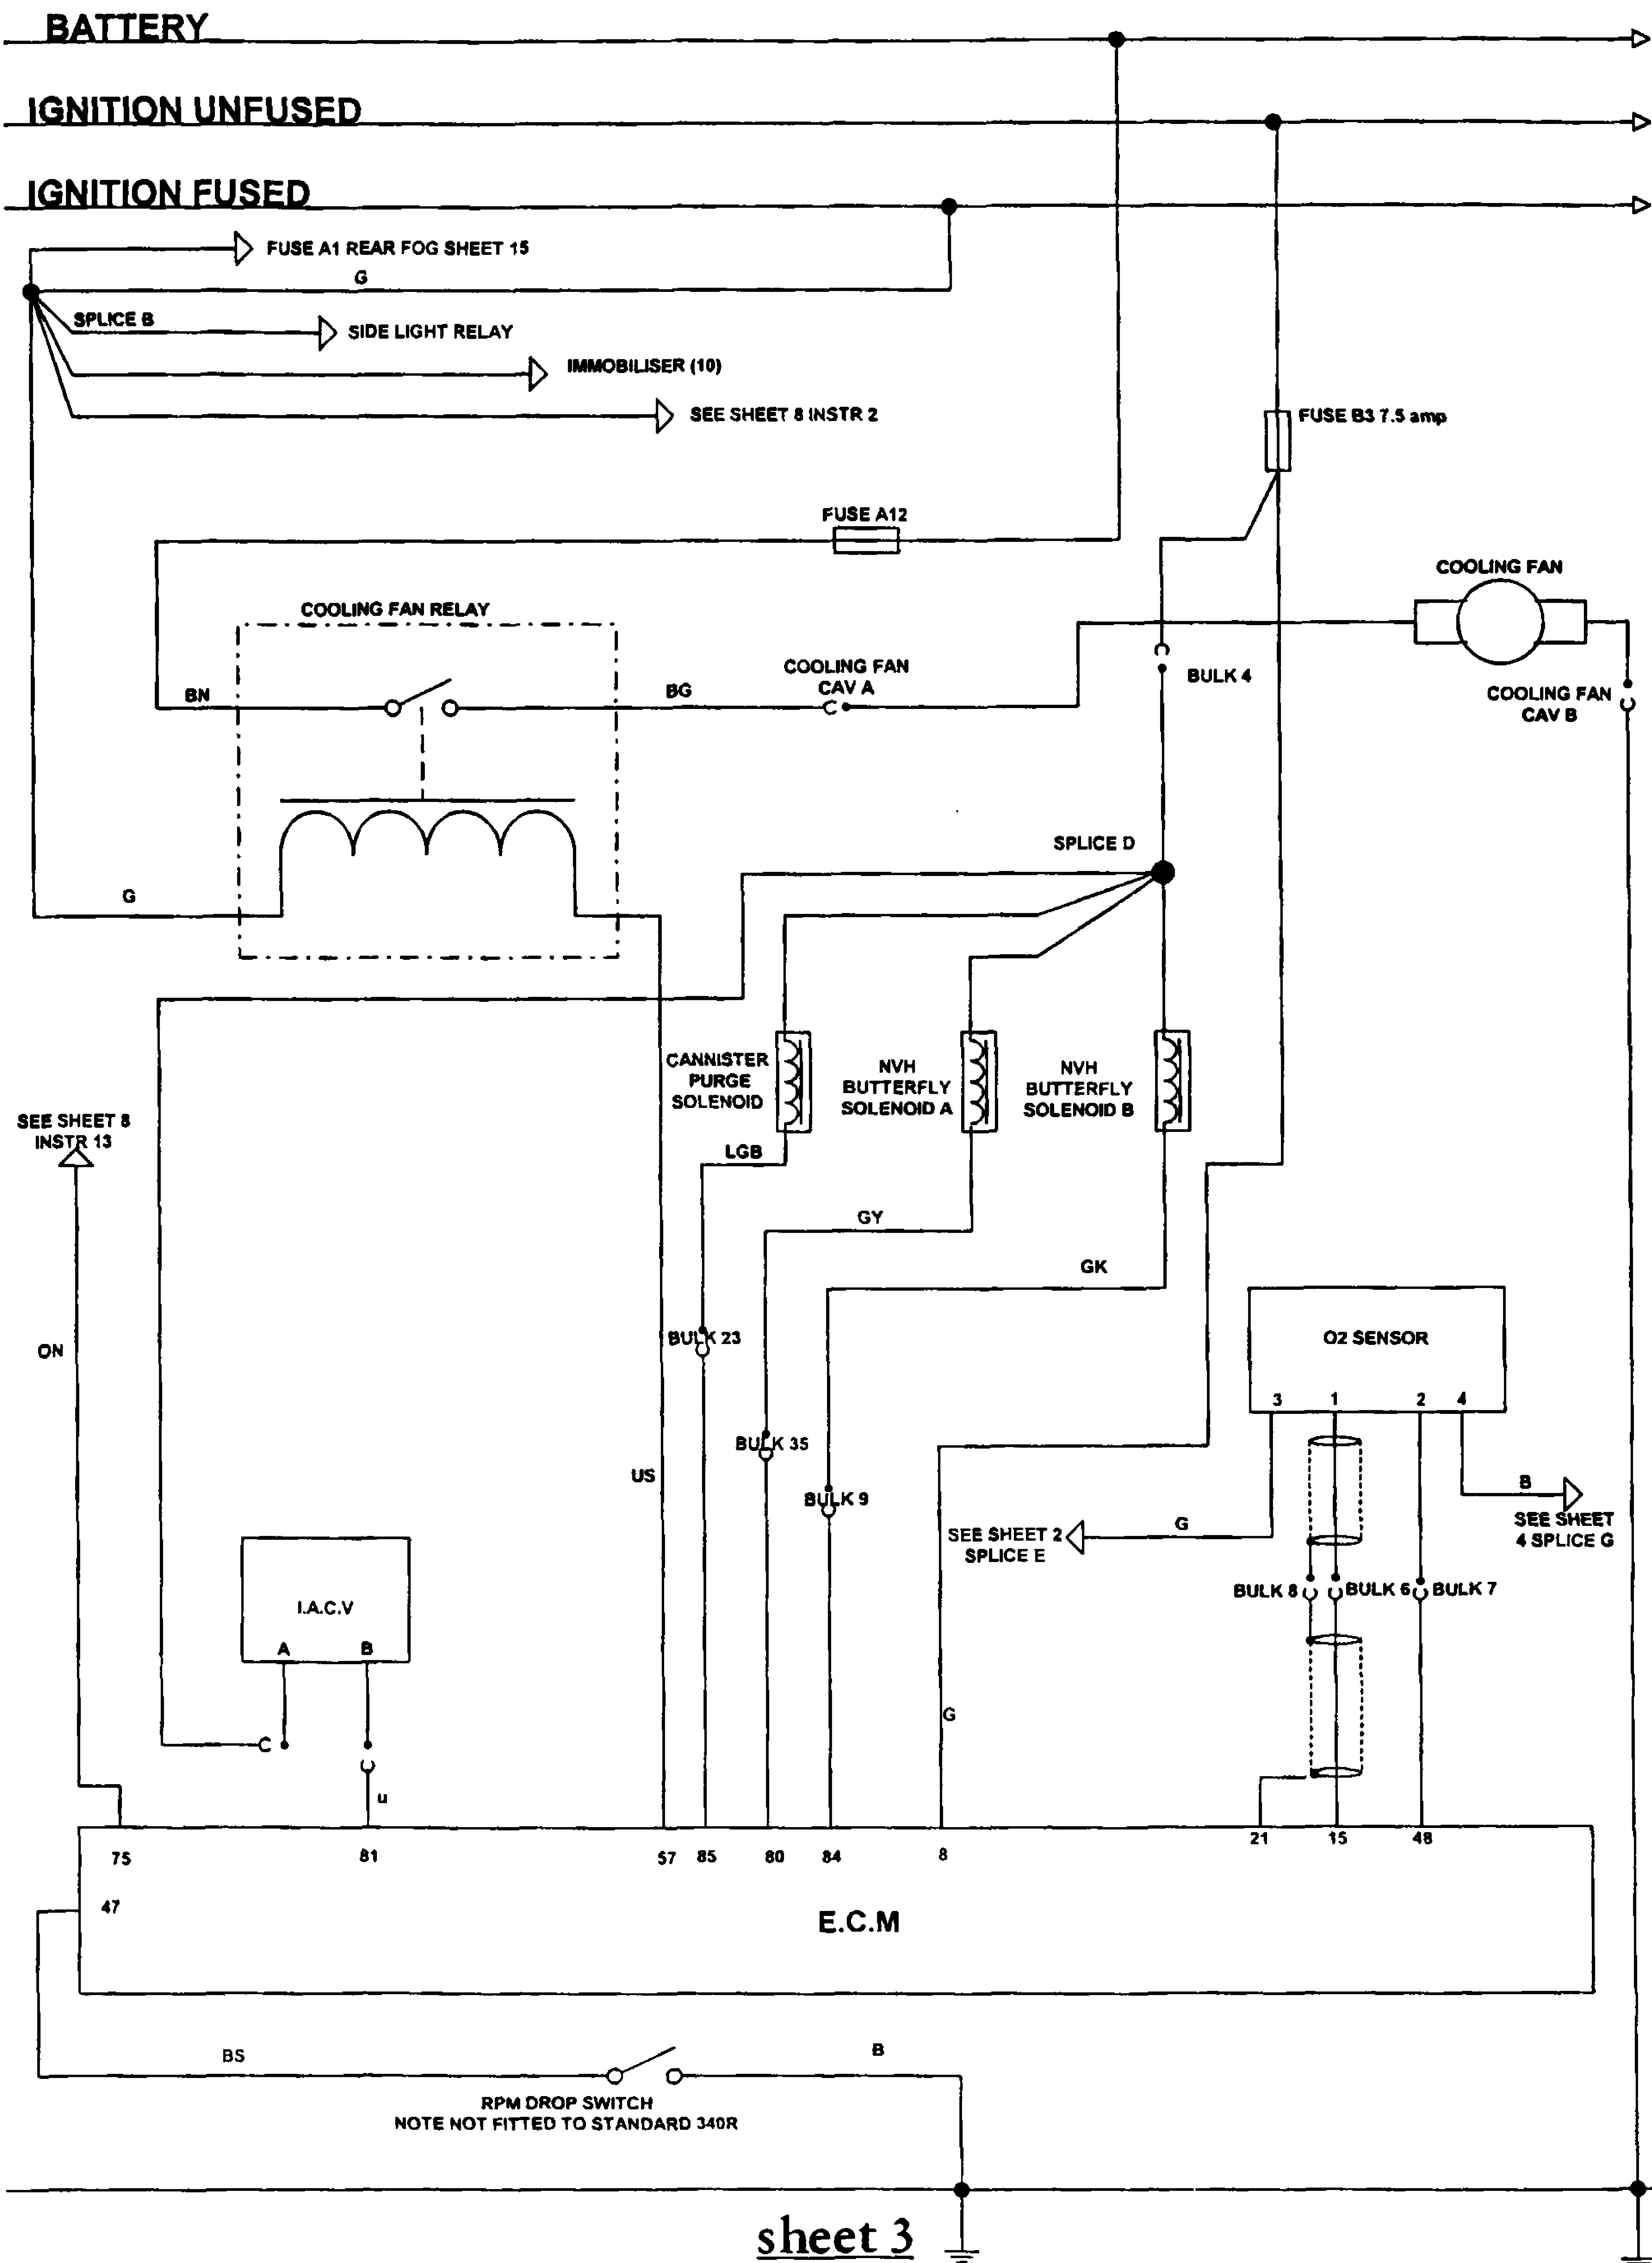 BATTERY
IGNITION UNFUSED
IGNITION FUSED
FUSE A1 REAR FOG SHEET 15
G
SPLICE B
SIDE LIGHT RELAY
IMMOBILISER (10)
SEE SHEET 8 INSTR 2
FUSE B3 7.5 amp
FUSE A12
COOLING FAN
COOLING FAN RELAY
COOLING FAN
CAV A
BULK 4
BN
BG
COOLING FAN
CAV B
SPLICE D
G
CANNISTER
PURGE
SOLENOID
NVH
BUTTERFLY
SOLENOID A
NVH
BUTTERFLY
SOLENOID B
SEE SHEET 8
INSTR 13
LGB
GY
GK
ON
BULK 23
O2 SENSOR
3 1 2 4
BULK 35
US
BULK 9
B
SEE SHEET
4 SPLICE G
G
SEE SHEET 2
SPLICE E
BULK 8
BULK 6
BULK 7
I.A.C.V
A B
G
u
75 81 57 85 80 84 8 21 15 48
47
E.C.M
BS
B
RPM DROP SWITCH
NOTE NOT FITTED TO STANDARD 340R
sheet 3